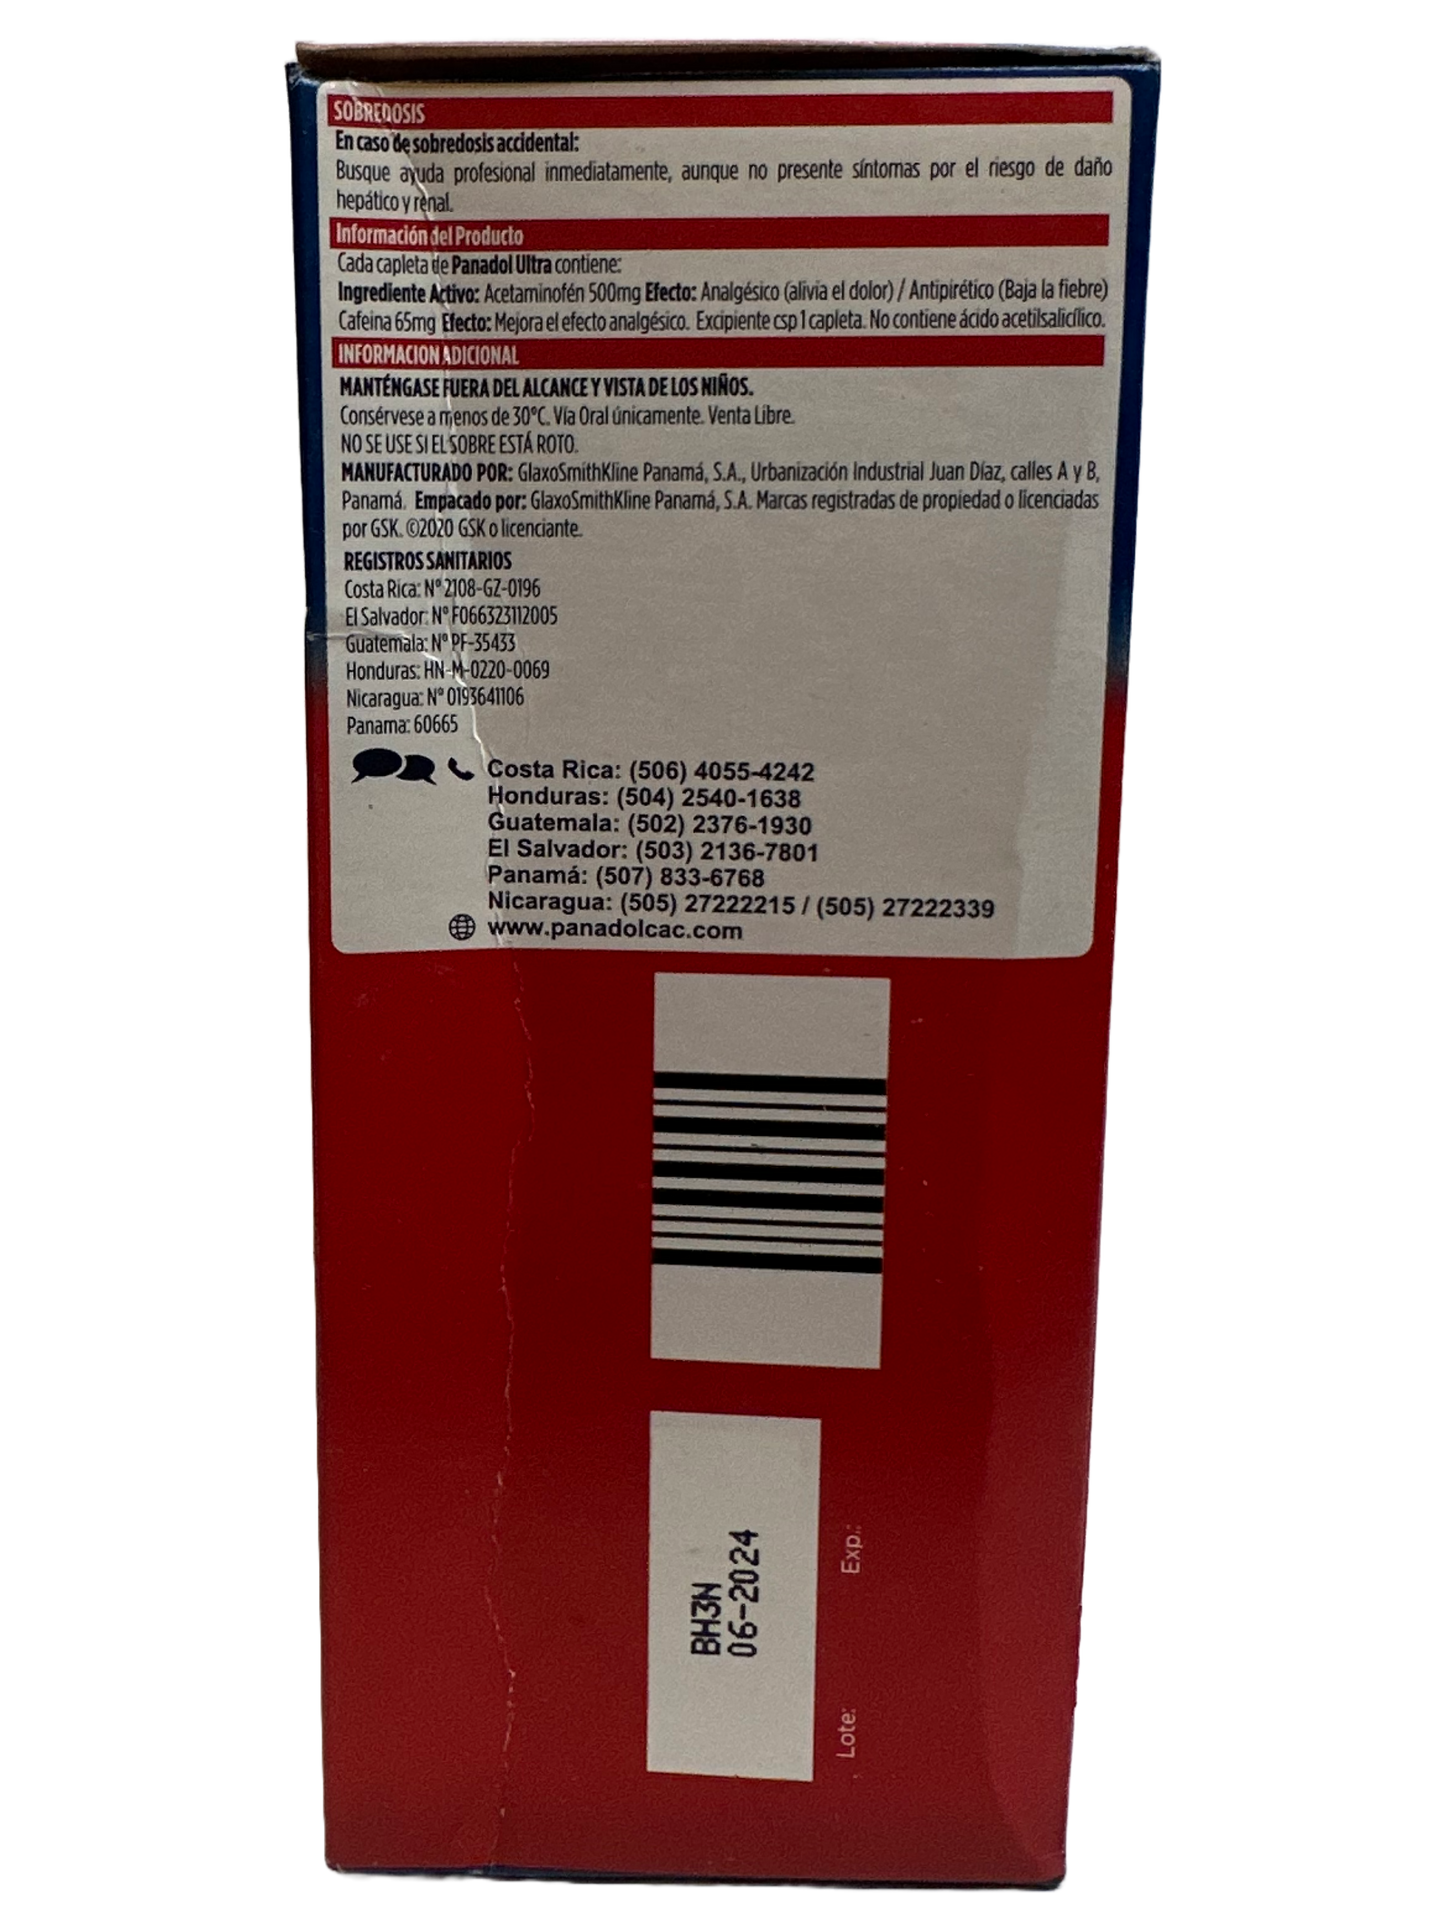 SOBREDOSIS
En caso de sobredosis accidental:
Busque ayuda profesional inmediatamente, aunque no presente síntomas por el riesgo de daño
hepático y renal.
Información del Producto
Cada capleta de Panadol Ultra contiene:
Ingrediente Activo: Acetaminofén 500mg Efecto: Analgésico (alivia el dolor) / Antipirético (Baja la fiebre)
Cafeina 65mg Efecto: Mejora el efecto analgésico. Excipiente csp 1 capleta. No contiene ácido acetilsalicílico.
INFORMACION ADICIONAL
MANTÉNGASE FUERA DEL ALCANCE Y VISTA DE LOS NIÑOS.
Consérvese a menos de 30°C. Vía Oral únicamente. Venta Libre.
NO SE USE SI EL SOBRE ESTÁ ROTO.
MANUFACTURADO POR: GlaxoSmithKline Panamá, S.A., Urbanización Industrial Juan Díaz, calles A y B,
Panamá. Empacado por: GlaxoSmithKline Panamá, S.A. Marcas registradas de propiedad o licenciadas
por GSK. ©2020 GSK o licenciante.
REGISTROS SANITARIOS
Costa Rica: N° 2108-GZ-0196
El Salvador: N° F066323112005
Guatemala: N° PF-35433
Honduras: HN-M-0220-0069
Nicaragua: N° 0193641106
Panama: 60665
Costa Rica: (506) 4055-4242
Honduras: (504) 2540-1638
Guatemala: (502) 2376-1930
El Salvador: (503) 2136-7801
Panamá: (507) 833-6768
Nicaragua: (505) 27222215 / (505) 27222339
www.panadolcac.com
BH3N
06-2024
Lote: Exp.: